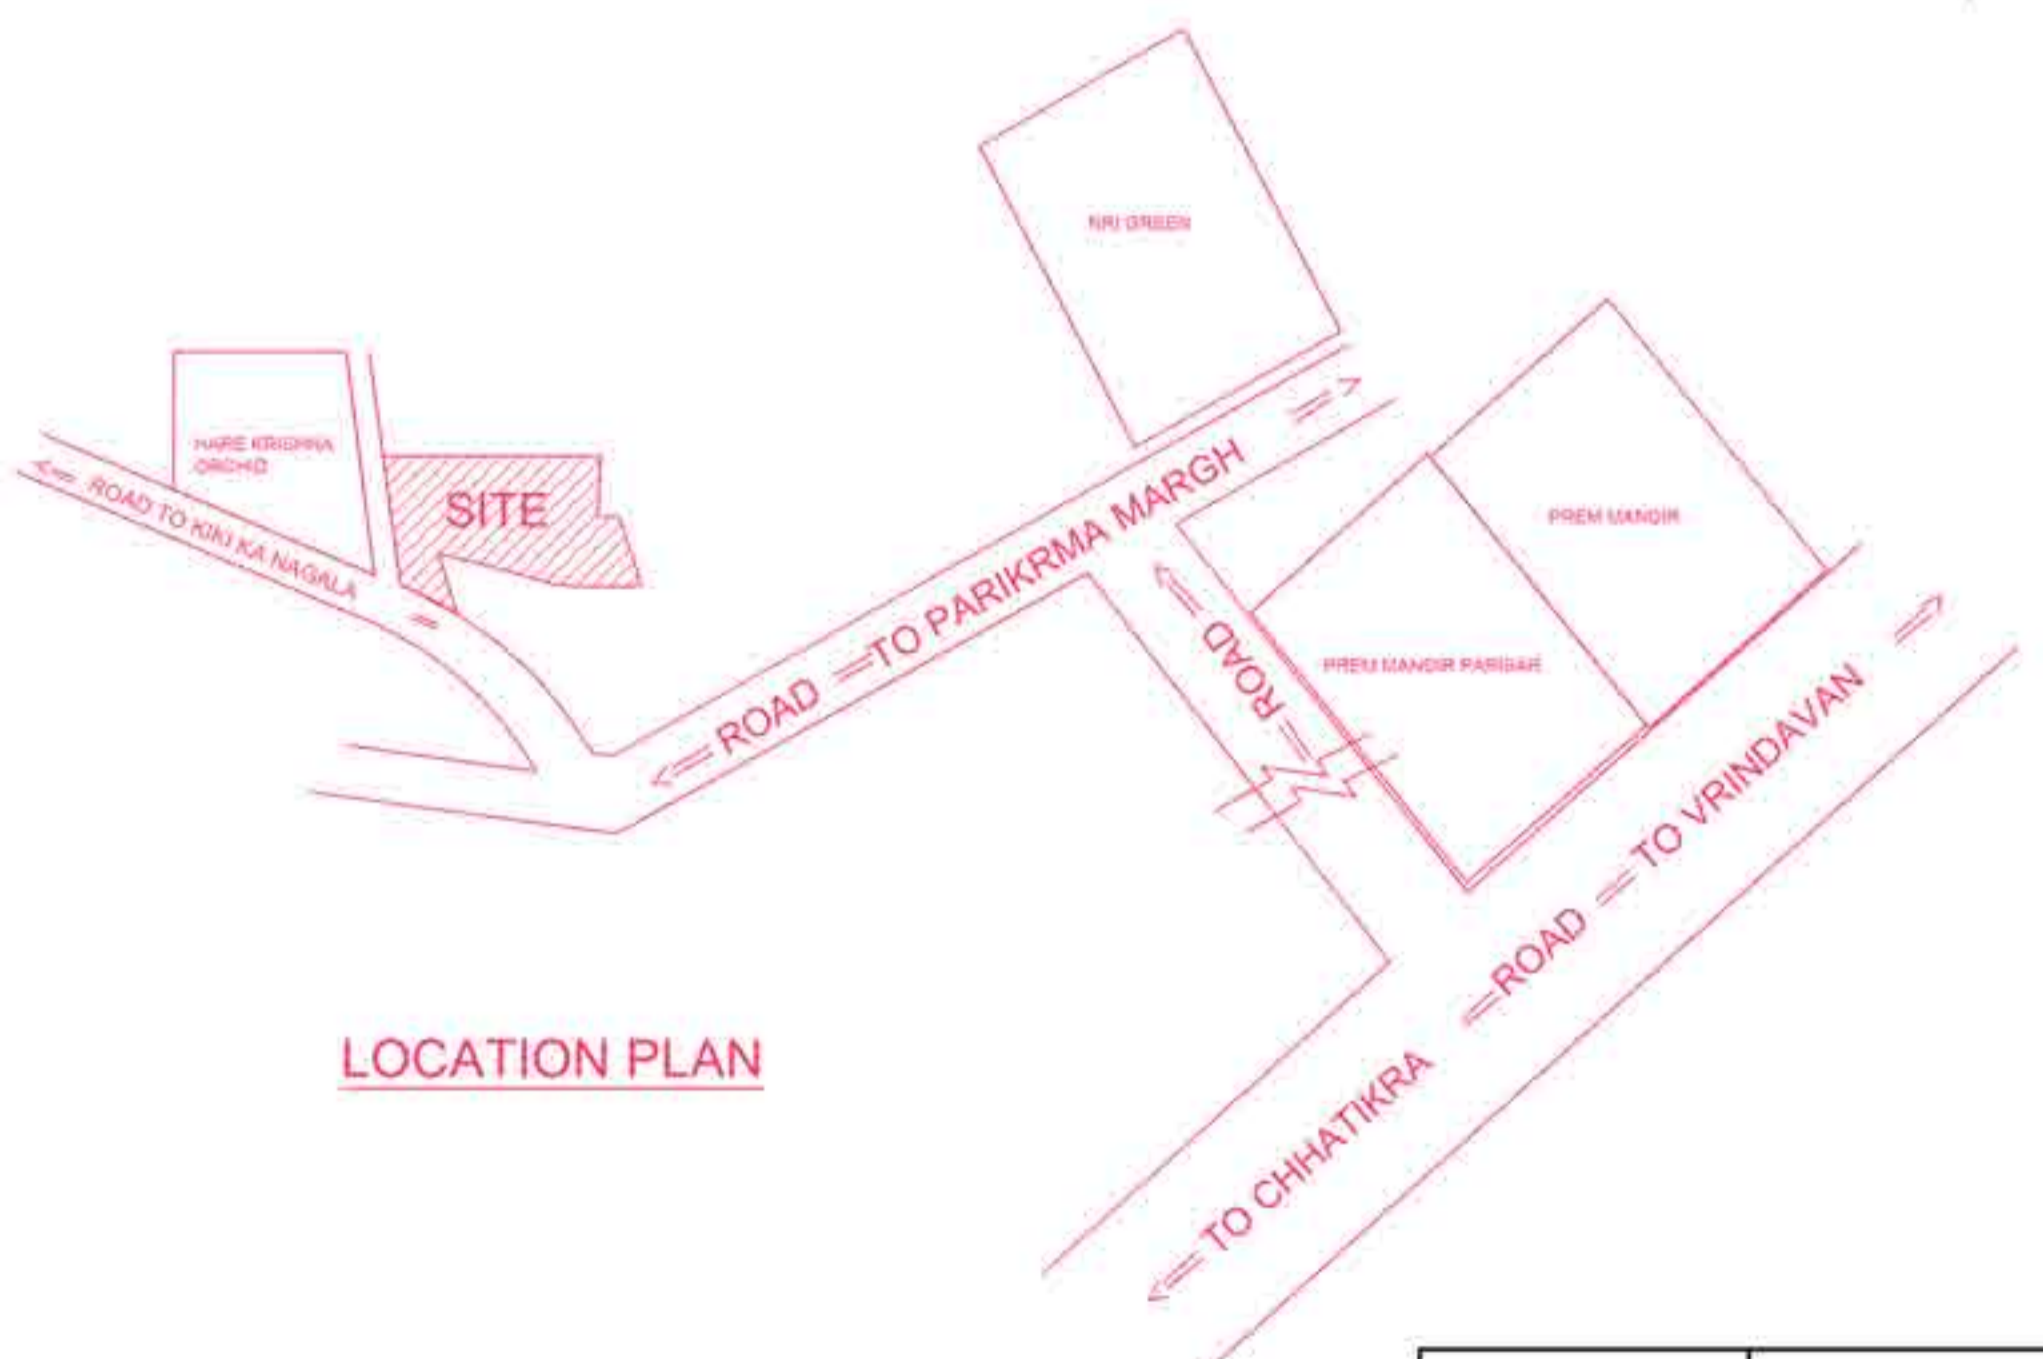 NRI GREEN
HARE KRISHNA
ORCHID
SITE
ROAD TO KIKI KA NAGALA
ROAD TO PARIKRMA MARGH
PREM MANDIR
PREM MANDIR PARISAR
ROAD
ROAD TO VRINDAVAN
TO CHHATIKRA
LOCATION PLAN